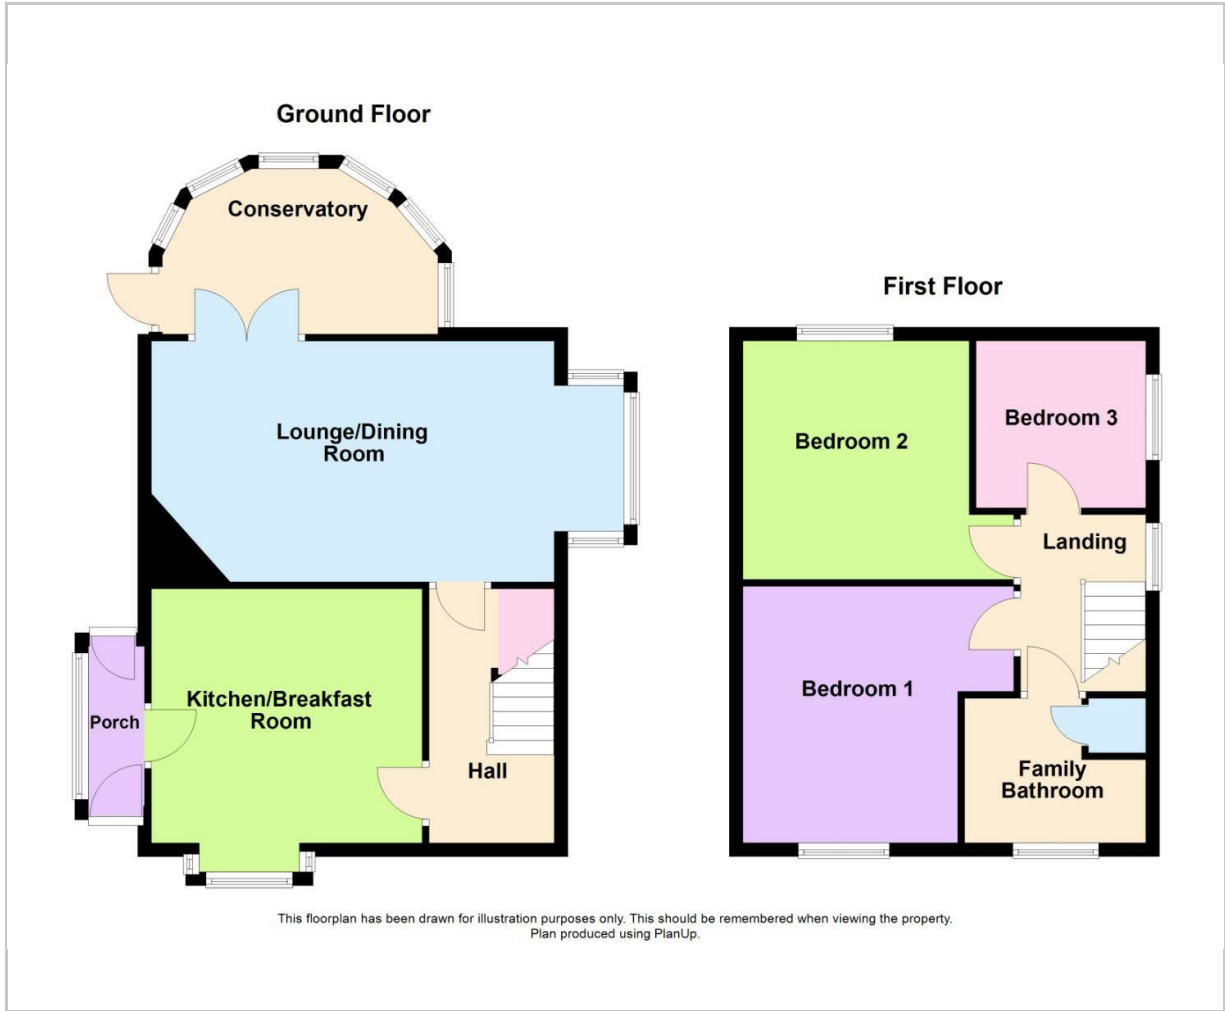 Ground Floor
Conservatory
Lounge/Dining
Room
Kitchen/Breakfast
Room
Porch
Hall
First Floor
Bedroom 2
Bedroom 3
Landing
Bedroom 1
Family
Bathroom
This floorplan has been drawn for illustration purposes only. This should be remembered when viewing the property.
Plan produced using PlanUp.